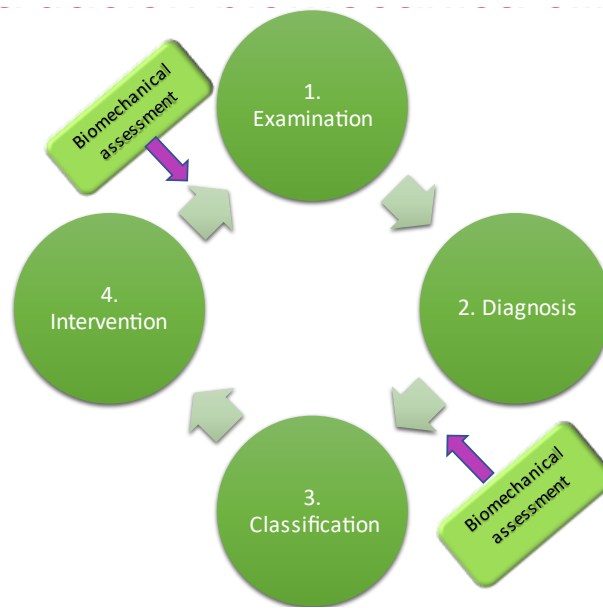 Biomechanical
assessment
1.
Examination
4.
Intervention
2. Diagnosis
3.
Classification
Biomechanical
assessment